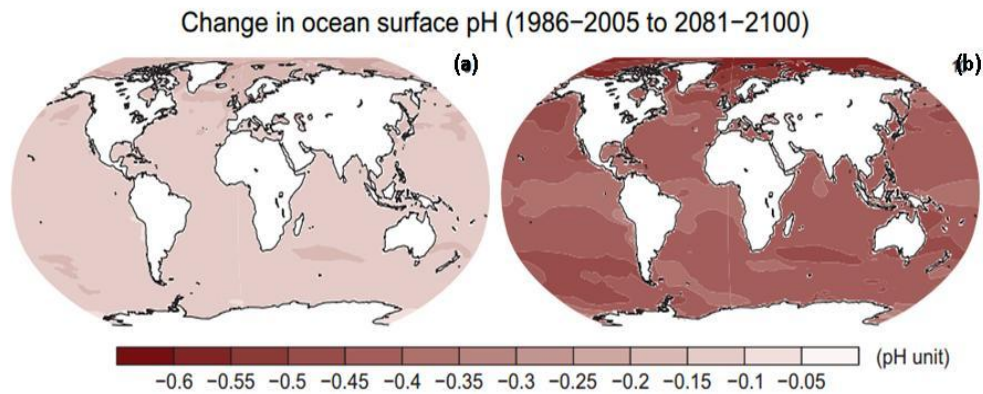 Change in ocean surface pH (1986−2005 to 2081−2100)
(a)
(b)
(pH unit)
−0.6 −0.55 −0.5 −0.45 −0.4 −0.35 −0.3 −0.25 −0.2 −0.15 −0.1 −0.05